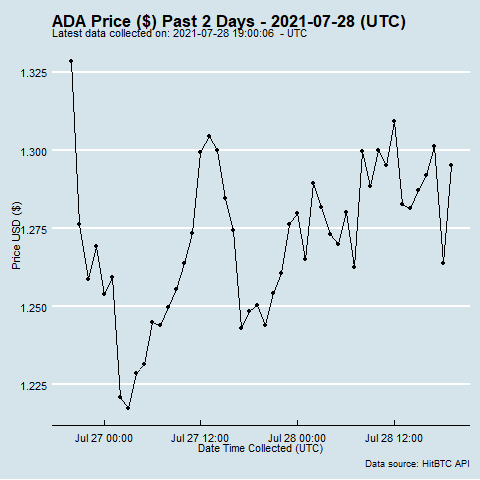 ADA Price ($) Past 2 Days - 2021-07-28 (UTC)
Latest data collected on: 2021-07-28 19:00:06  - UTC
1.325
1.300
1.275
1.250
1.225
Price USD ($)
Jul 27 00:00 Jul 27 12:00 Jul 28 00:00 Jul 28 12:00
Date Time Collected (UTC)
Data source: HitBTC API